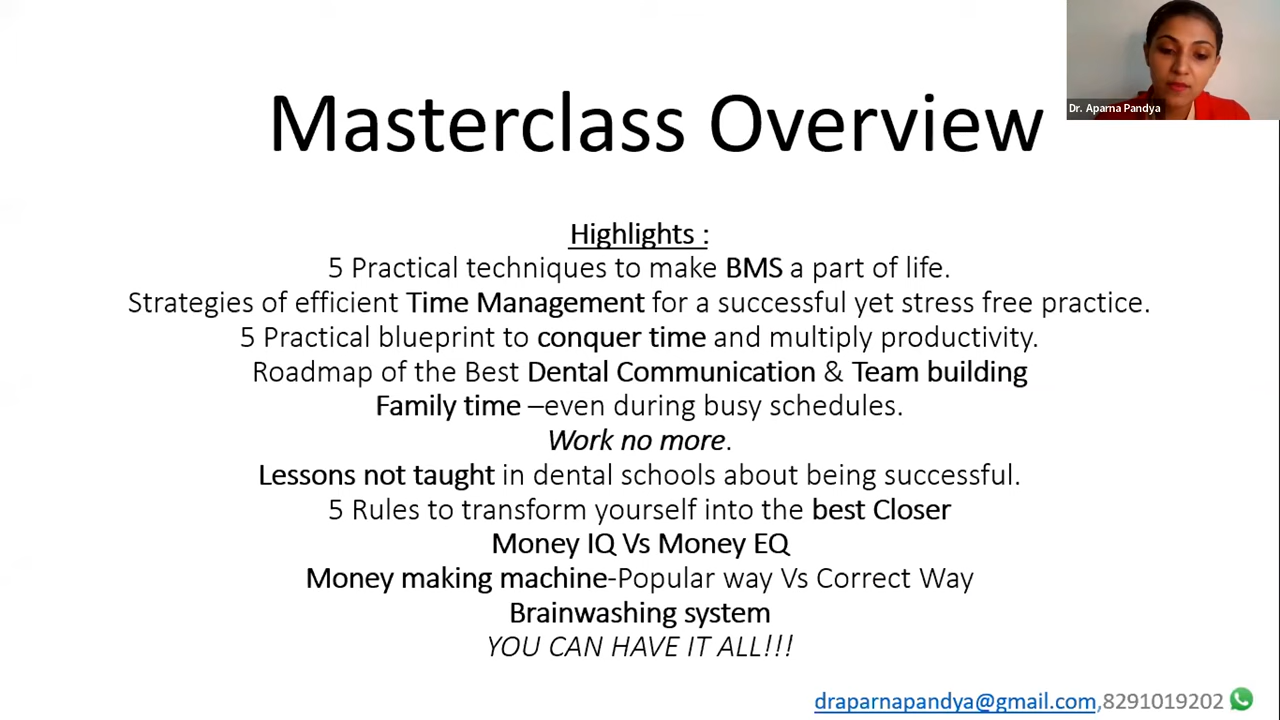 Masterclass Overview
Dr. Aparna Pandya
Highlights :
5 Practical techniques to make BMS a part of life.
Strategies of efficient Time Management for a successful yet stress free practice.
5 Practical blueprint to conquer time and multiply productivity.
Roadmap of the Best Dental Communication & Team building
Family time –even during busy schedules.
Work no more.
Lessons not taught in dental schools about being successful.
5 Rules to transform yourself into the best Closer
Money IQ Vs Money EQ
Money making machine-Popular way Vs Correct Way
Brainwashing system
YOU CAN HAVE IT ALL!!!
draparnapandya@gmail.com,8291019202